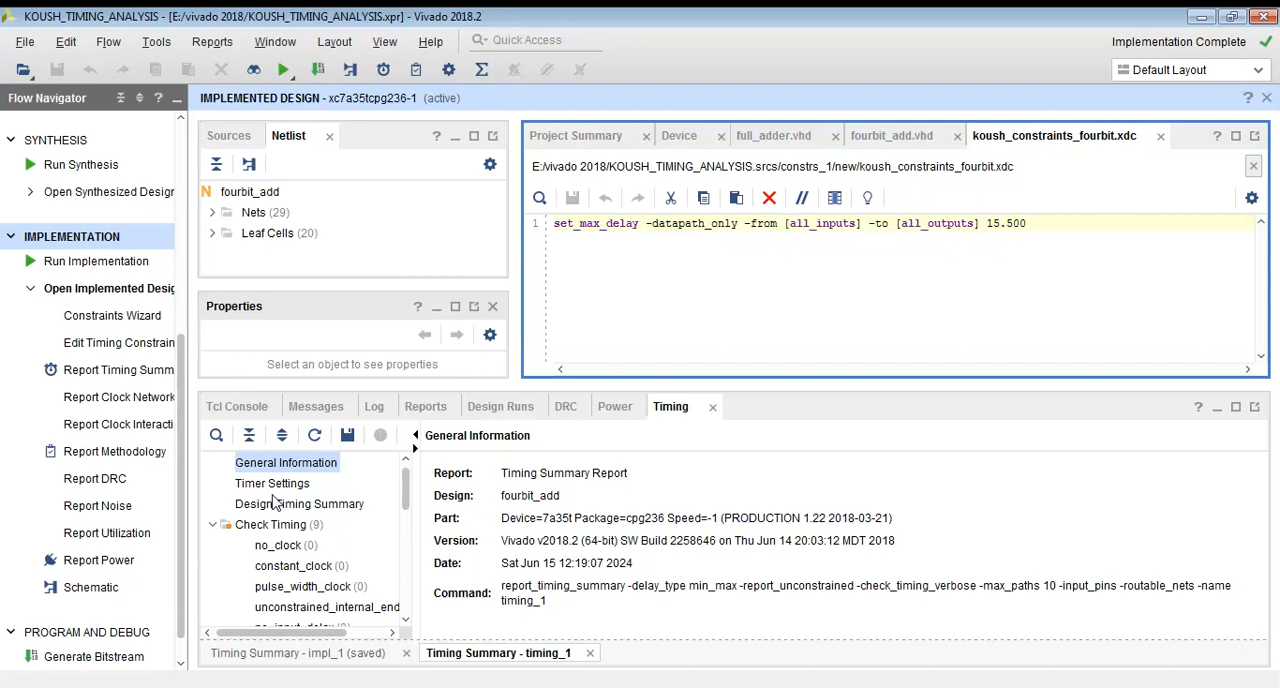 KOUSH_TIMING_ANALYSIS - [E:/vivado 2018/KOUSH_TIMING_ANALYSIS.xpr] - Vivado 2018.2
File Edit Flow Tools Reports Window Layout View Help Quick Access Implementation Complete
Default Layout
Flow Navigator
IMPLEMENTED DESIGN - xc7a35tcpg236-1 (active)
SYNTHESIS
Run Synthesis
Open Synthesized Design
IMPLEMENTATION
Run Implementation
Open Implemented Desig
Constraints Wizard
Edit Timing Constrain
Report Timing Summ
Report Clock Network
Report Clock Interacti
Report Methodology
Report DRC
Report Noise
Report Utilization
Report Power
Schematic
PROGRAM AND DEBUG
Generate Bitstream
Sources Netlist
fourbit_add
Nets (29)
Leaf Cells (20)
Properties
Select an object to see properties
Project Summary Device full_adder.vhd fourbit_add.vhd koush_constraints_fourbit.xdc
E:/vivado 2018/KOUSH_TIMING_ANALYSIS.srcs/constrs_1/new/koush_constraints_fourbit.xdc
1 set_max_delay -datapath_only -from [all_inputs] -to [all_outputs] 15.500
Tcl Console Messages Log Reports Design Runs DRC Power Timing
General Information
Timer Settings
Design Timing Summary
Check Timing (9)
no_clock (0)
constant_clock (0)
pulse_width_clock (0)
unconstrained_internal_end
General Information
Report: Timing Summary Report
Design: fourbit_add
Part: Device=7a35t Package=cpg236 Speed=-1 (PRODUCTION 1.22 2018-03-21)
Version: Vivado v2018.2 (64-bit) SW Build 2258646 on Thu Jun 14 20:03:12 MDT 2018
Date: Sat Jun 15 12:19:07 2024
Command: report_timing_summary -delay_type min_max -report_unconstrained -check_timing_verbose -max_paths 10 -input_pins -routable_nets -name
timing_1
Timing Summary - impl_1 (saved) Timing Summary - timing_1